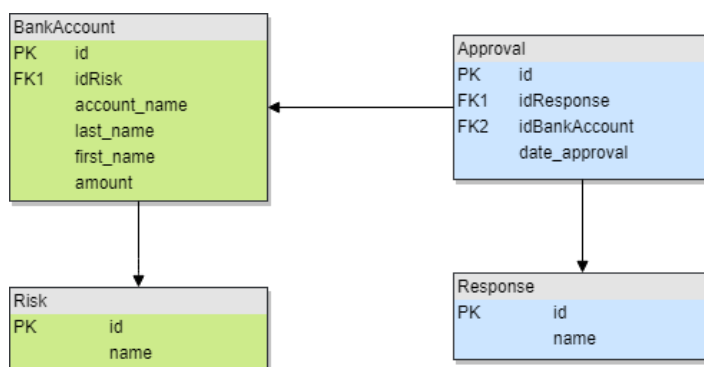 BankAccount
PK id
FK1 idRisk
account_name
last_name
first_name
amount
Approval
PK id
FK1 idResponse
FK2 idBankAccount
date_approval
Risk
PK id
name
Response
PK id
name